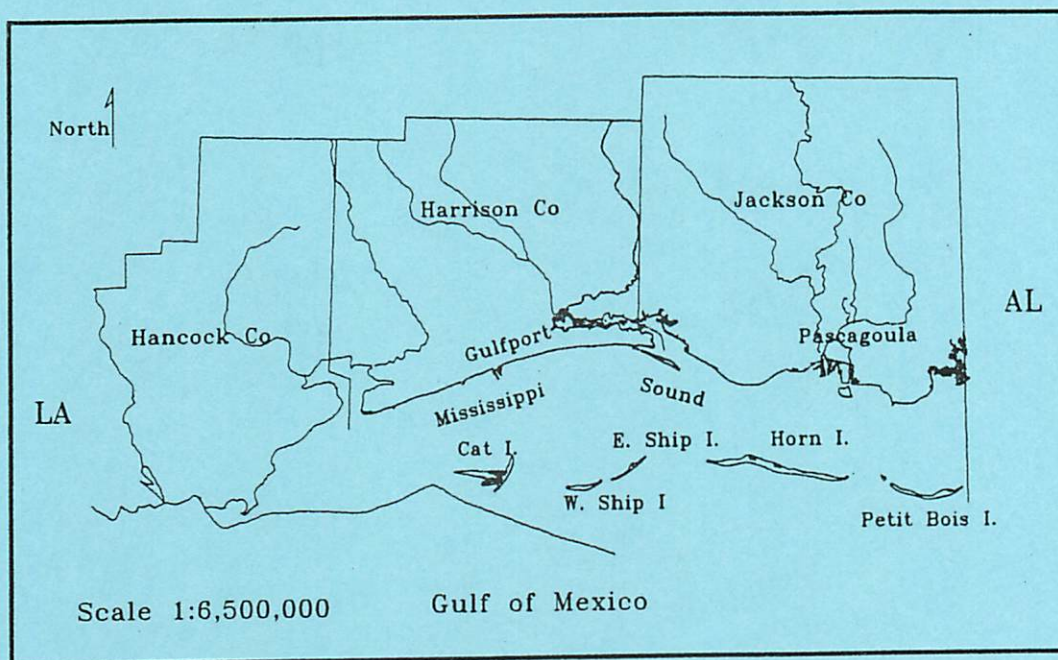 North
Harrison Co
Jackson Co
AL
Hancock Co
Gulfport
Pascagoula
LA
Mississippi Sound
Cat I.
E. Ship I.
Horn I.
W. Ship I
Petit Bois I.
Scale 1:6,500,000
Gulf of Mexico